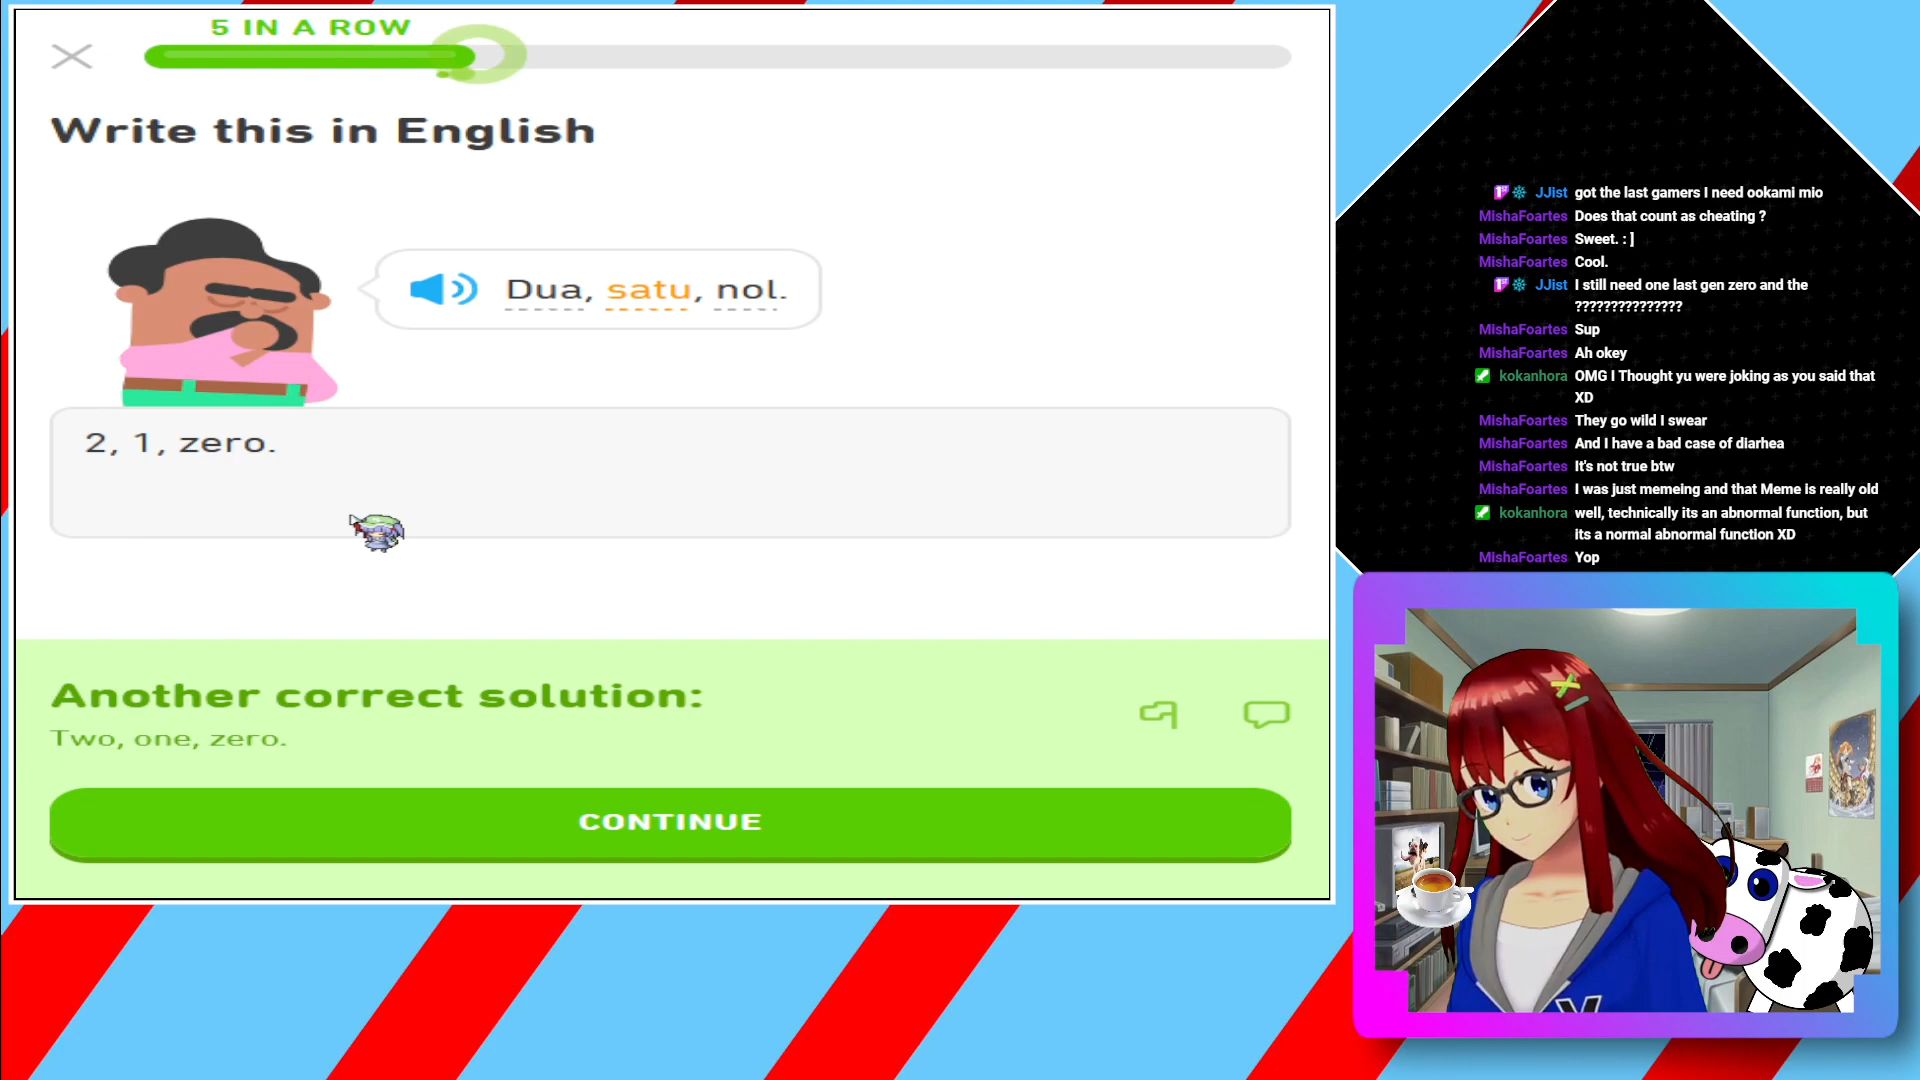 5 IN A ROW
Write this in English
Dua, satu, nol.
2, 1, zero.
Another correct solution:
Two, one, zero.
CONTINUE
JJist got the last gamers I need ookami mio
MishaFoartes Does that count as cheating ?
MishaFoartes Sweet. : ]
MishaFoartes Cool.
JJist I still need one last gen zero and the
???????????????
MishaFoartes Sup
MishaFoartes Ah okey
kokanhora OMG I Thought yu were joking as you said that
XD
MishaFoartes They go wild I swear
MishaFoartes And I have a bad case of diarhea
MishaFoartes It's not true btw
MishaFoartes I was just memeing and that Meme is really old
kokanhora well, technically its an abnormal function, but
its a normal abnormal function XD
MishaFoartes Yop